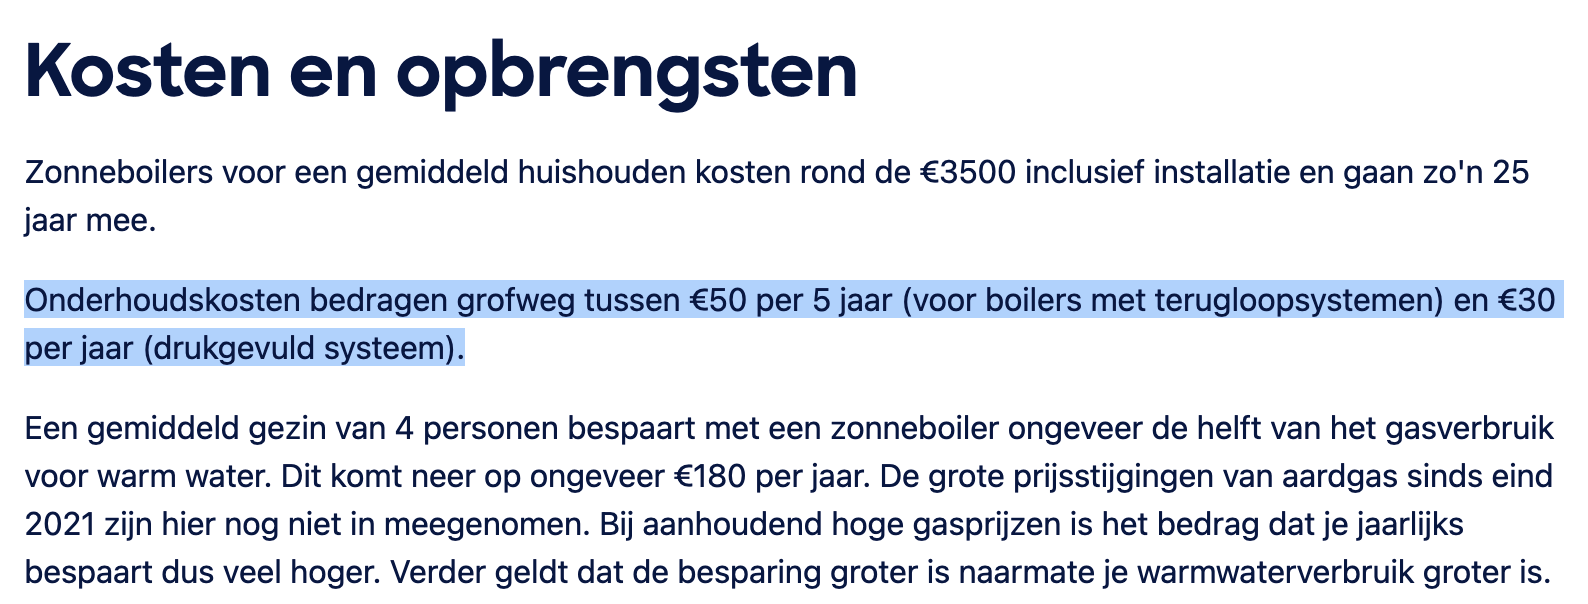 Kosten en opbrengsten
Zonneboilers voor een gemiddeld huishouden kosten rond de €3500 inclusief installatie en gaan zo'n 25
jaar mee.
Onderhoudskosten bedragen grofweg tussen €50 per 5 jaar (voor boilers met terugloopsystemen) en €30
per jaar (drukgevuld systeem).
Een gemiddeld gezin van 4 personen bespaart met een zonneboiler ongeveer de helft van het gasverbruik
voor warm water. Dit komt neer op ongeveer €180 per jaar. De grote prijsstijgingen van aardgas sinds eind
2021 zijn hier nog niet in meegenomen. Bij aanhoudend hoge gasprijzen is het bedrag dat je jaarlijks
bespaart dus veel hoger. Verder geldt dat de besparing groter is naarmate je warmwaterverbruik groter is.